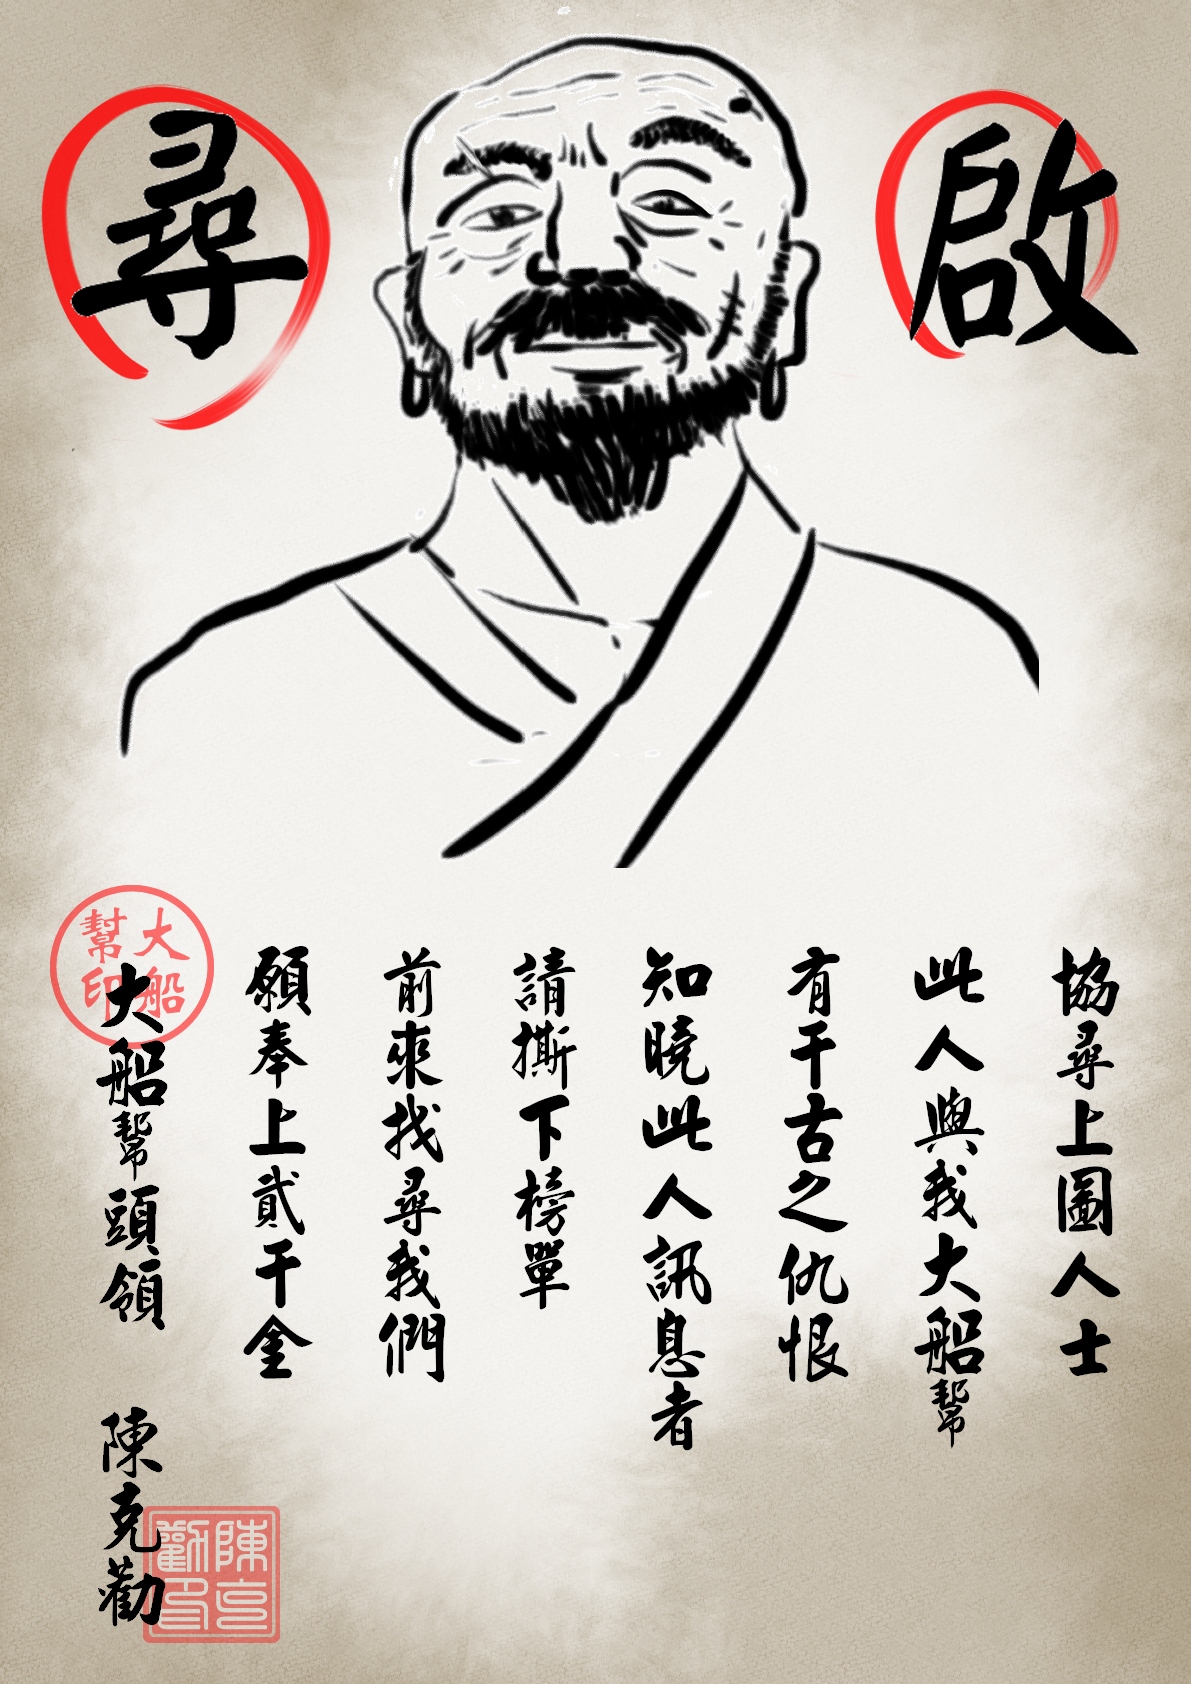 尋 啟
協尋上圖人士
此人與我大船幫
有千古之仇恨
知曉此人訊息者
請撕下榜單
前來找尋我們
願奉上貳千金
大船幫頭領 陳克勸
大船
幫印
陳克
勸印